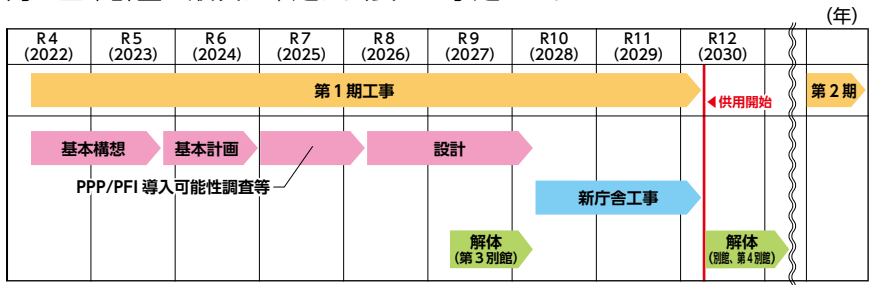 (年)
R4 R5 R6 R7 R8 R9 R10 R11 R12
(2022) (2023) (2024) (2025) (2026) (2027) (2028) (2029) (2030)
第1期工事 第2期
◀供用開始
基本構想 基本計画 設計
PPP/PFI 導入可能性調査等
新庁舎工事
解体 解体
(第3別館) (別館、第4別館)